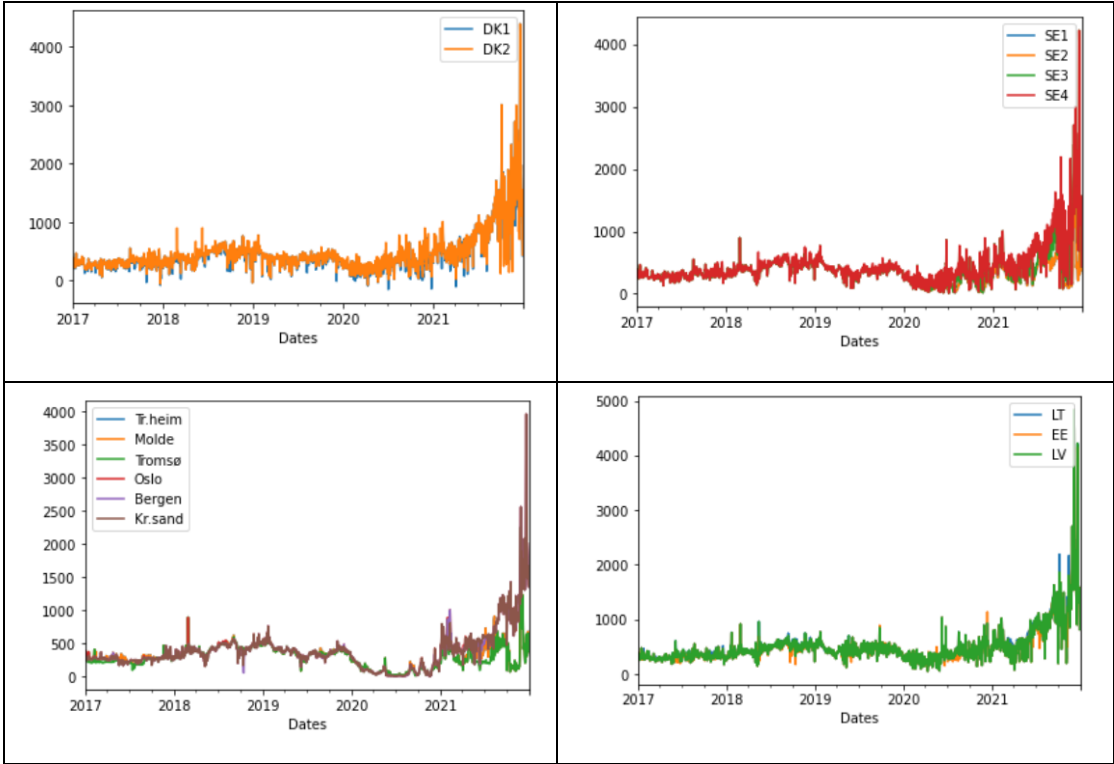 DK1
DK2
4000
3000
2000
1000
0
2017
2018
2019
2020
2021
Dates
SE1
SE2
SE3
SE4
4000
3000
2000
1000
0
2017
2018
2019
2020
2021
Dates
Tr.heim
Molde
Tromsø
Oslo
Bergen
Kr.sand
4000
3500
3000
2500
2000
1500
1000
500
0
2017
2018
2019
2020
2021
Dates
LT
EE
LV
5000
4000
3000
2000
1000
0
2017
2018
2019
2020
2021
Dates